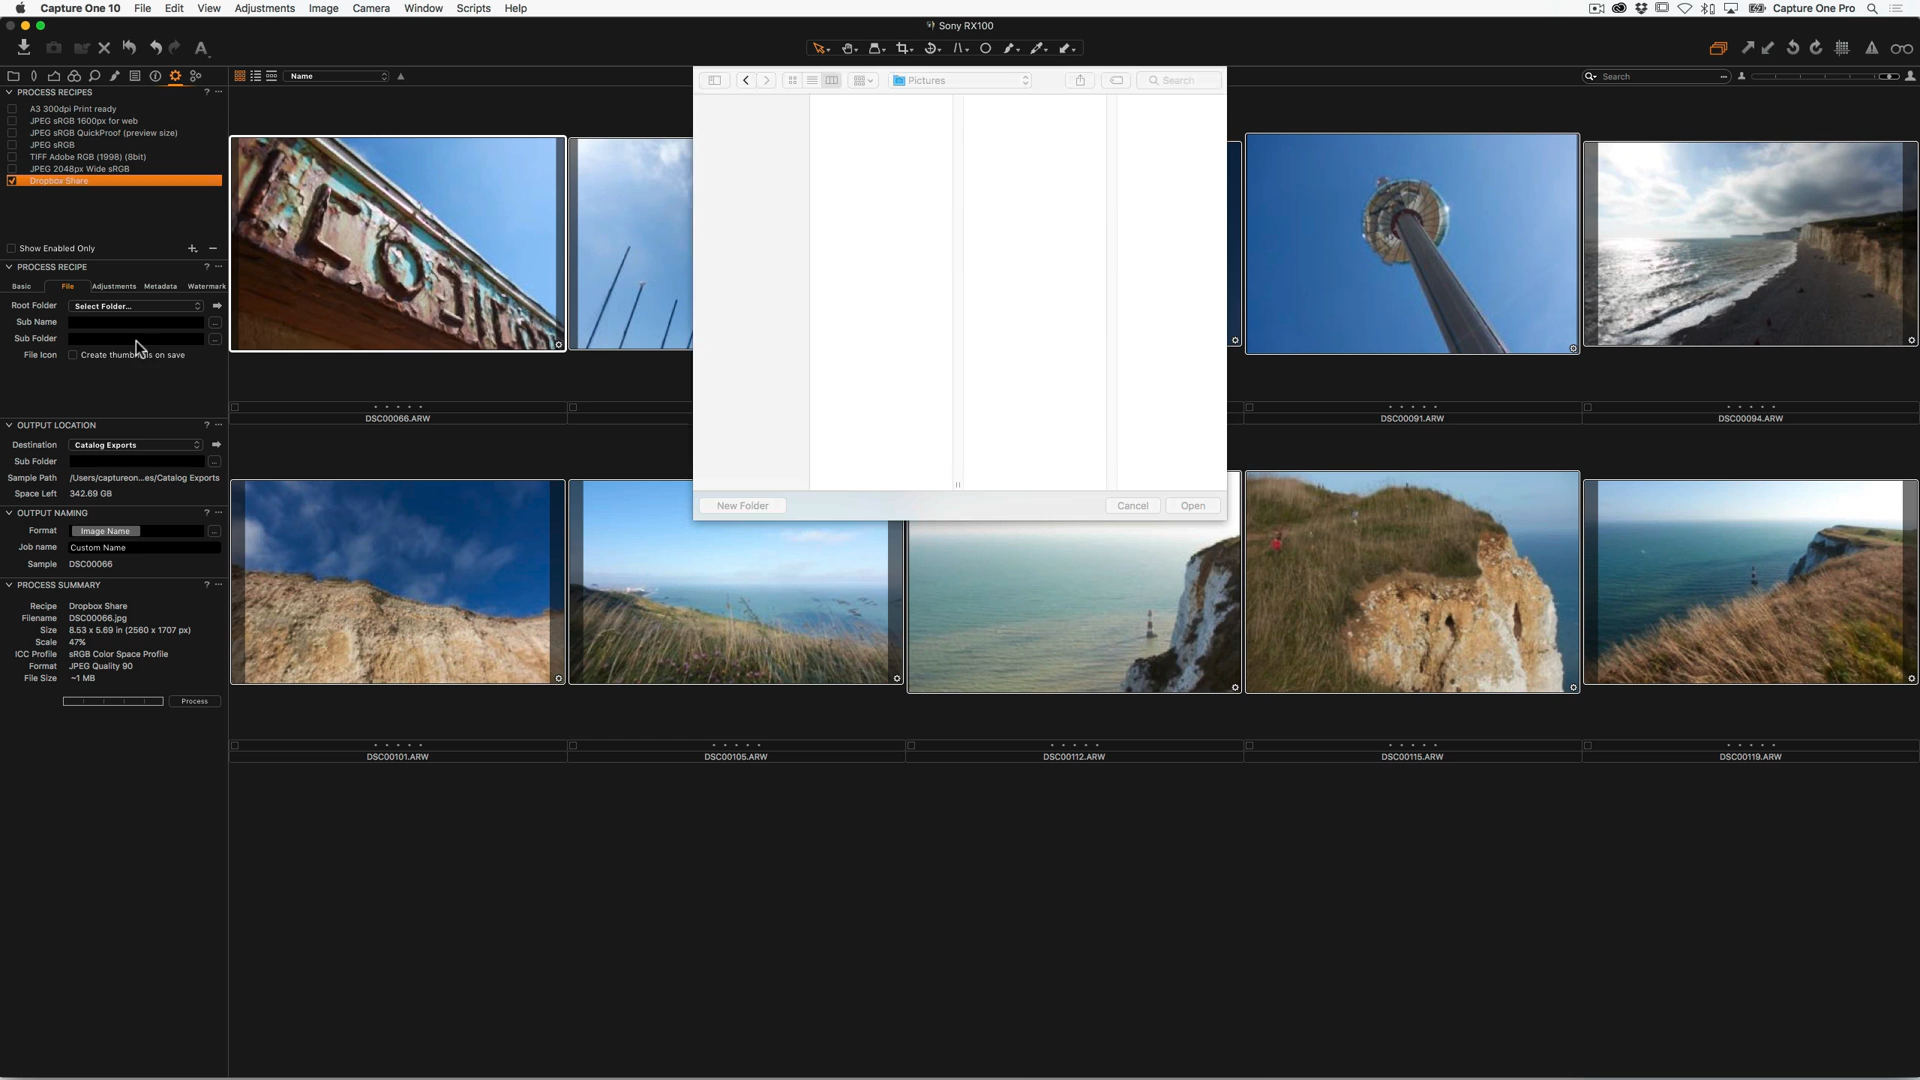 Capture One 10 File Edit View Adjustments Image Camera Window Scripts Help Capture One Pro
Sony RX100
Name
Search
PROCESS RECIPES ?
A3 300dpi Print ready
JPEG sRGB 1600px for web
JPEG sRGB QuickProof (preview size)
JPEG sRGB
TIFF Adobe RGB (1998) (8bit)
JPEG 2048px Wide sRGB
Dropbox Share
Show Enabled Only
PROCESS RECIPE ?
Basic File Adjustments Metadata Watermark
Root Folder Select Folder...
Sub Name
Sub Folder
File Icon Create thumbnails on save
OUTPUT LOCATION ?
Destination Catalog Exports
Sub Folder
Sample Path /Users/captureon...es/Catalog Exports
Space Left 342.69 GB
OUTPUT NAMING ?
Format Image Name
Job name Custom Name
Sample DSC00066
PROCESS SUMMARY ?
Recipe Dropbox Share
Filename DSC00066.jpg
Size 8.53 x 5.69 in (2560 x 1707 px)
Scale 47%
ICC Profile sRGB Color Space Profile
Format JPEG Quality 90
File Size ~1 MB
Process
Pictures
Search
New Folder Cancel Open
DSC00066.ARW
DSC00091.ARW
DSC00094.ARW
DSC00101.ARW
DSC00105.ARW
DSC00112.ARW
DSC00115.ARW
DSC00119.ARW